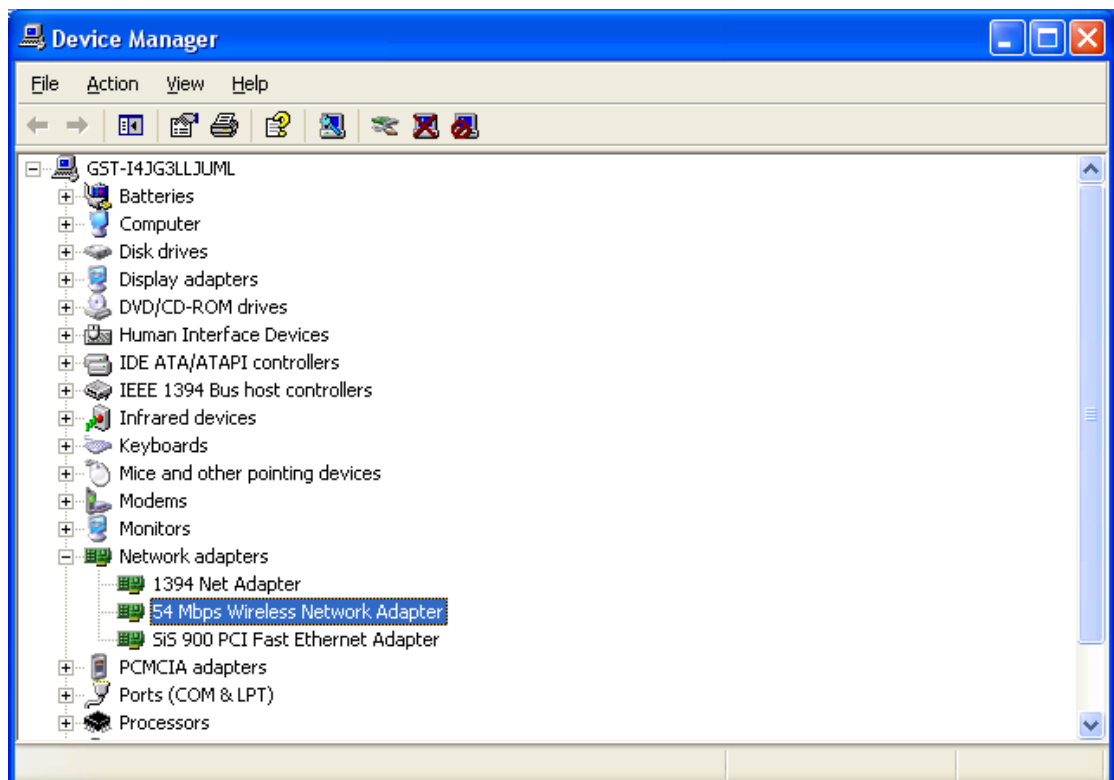 Device Manager
File Action View Help
GST-I4JG3LLJUML
Batteries
Computer
Disk drives
Display adapters
DVD/CD-ROM drives
Human Interface Devices
IDE ATA/ATAPI controllers
IEEE 1394 Bus host controllers
Infrared devices
Keyboards
Mice and other pointing devices
Modems
Monitors
Network adapters
1394 Net Adapter
54 Mbps Wireless Network Adapter
SiS 900 PCI Fast Ethernet Adapter
PCMCIA adapters
Ports (COM & LPT)
Processors